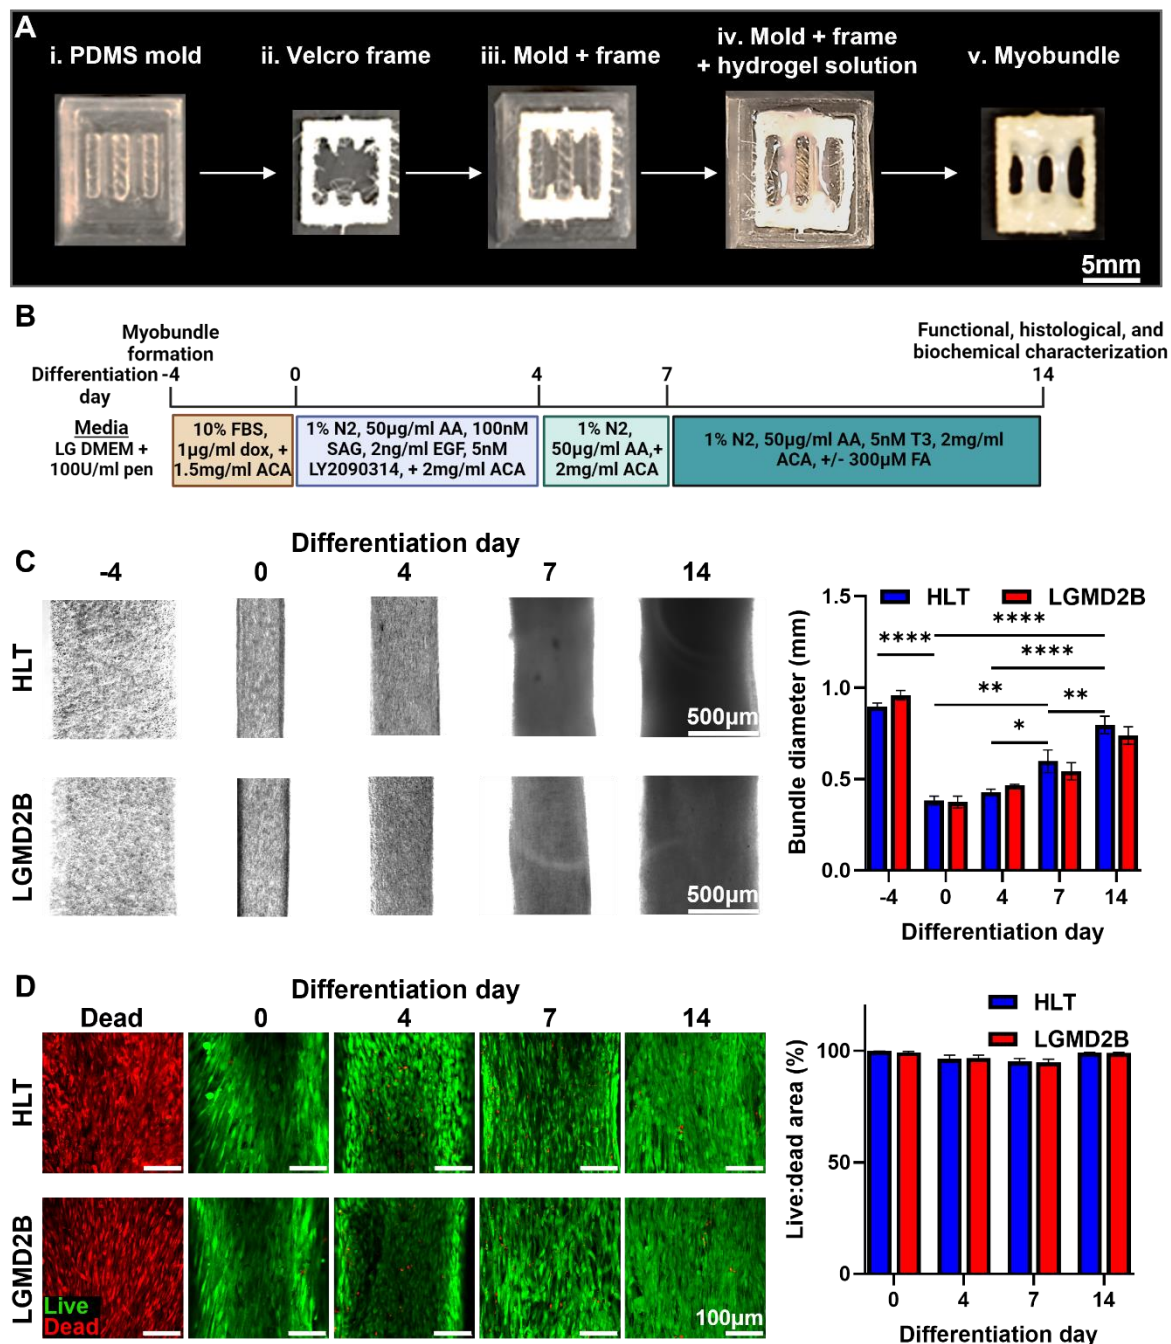 A
i. PDMS mold
ii. Velcro frame
iii. Mold + frame
iv. Mold + frame
+ hydrogel solution
v. Myobundle
5mm
B
Myobundle
formation
Functional, histological, and
biochemical characterization
Differentiation
day
-4
0
4
7
14
Media
LG DMEM +
100U/ml pen
10% FBS,
1µg/ml dox, +
1.5mg/ml ACA
1% N2, 50µg/ml AA, 100nM
SAG, 2ng/ml EGF, 5nM
LY2090314, + 2mg/ml ACA
1% N2,
50µg/ml AA,+
2mg/ml ACA
1% N2, 50µg/ml AA, 5nM T3, 2mg/ml
ACA, +/- 300µM FA
C
Differentiation day
-4
0
4
7
14
HLT
500µm
LGMD2B
500µm
HLT
LGMD2B
Bundle diameter (mm)
1.5
1.0
0.5
0.0
****
****
****
**
**
*
-4
0
4
7
14
Differentiation day
D
Differentiation day
Dead
0
4
7
14
HLT
LGMD2B
Live
Dead
100µm
HLT
LGMD2B
Live:dead area (%)
100
50
0
0
4
7
14
Differentiation day